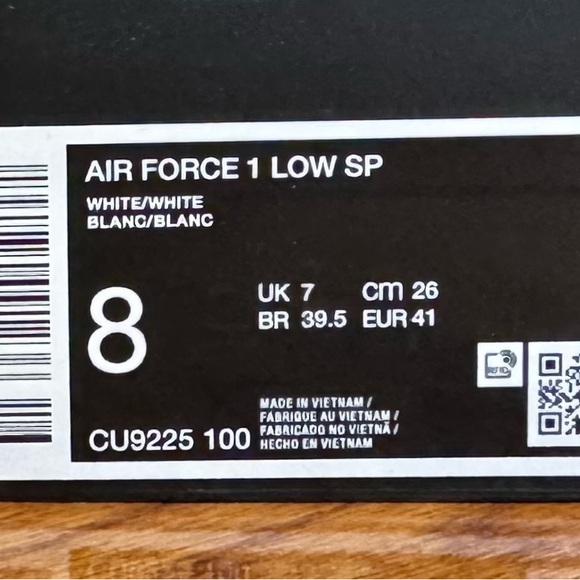 AIR FORCE 1 LOW SP
WHITE/WHITE
BLANC/BLANC
8
UK 7 CM 26
BR 39.5 EUR 41
MADE IN VIETNAM /
FABRIQUE AU VIETNAM /
FABRICADO NO VIETNÃ /
HECHO EN VIETNAM
CU9225 100